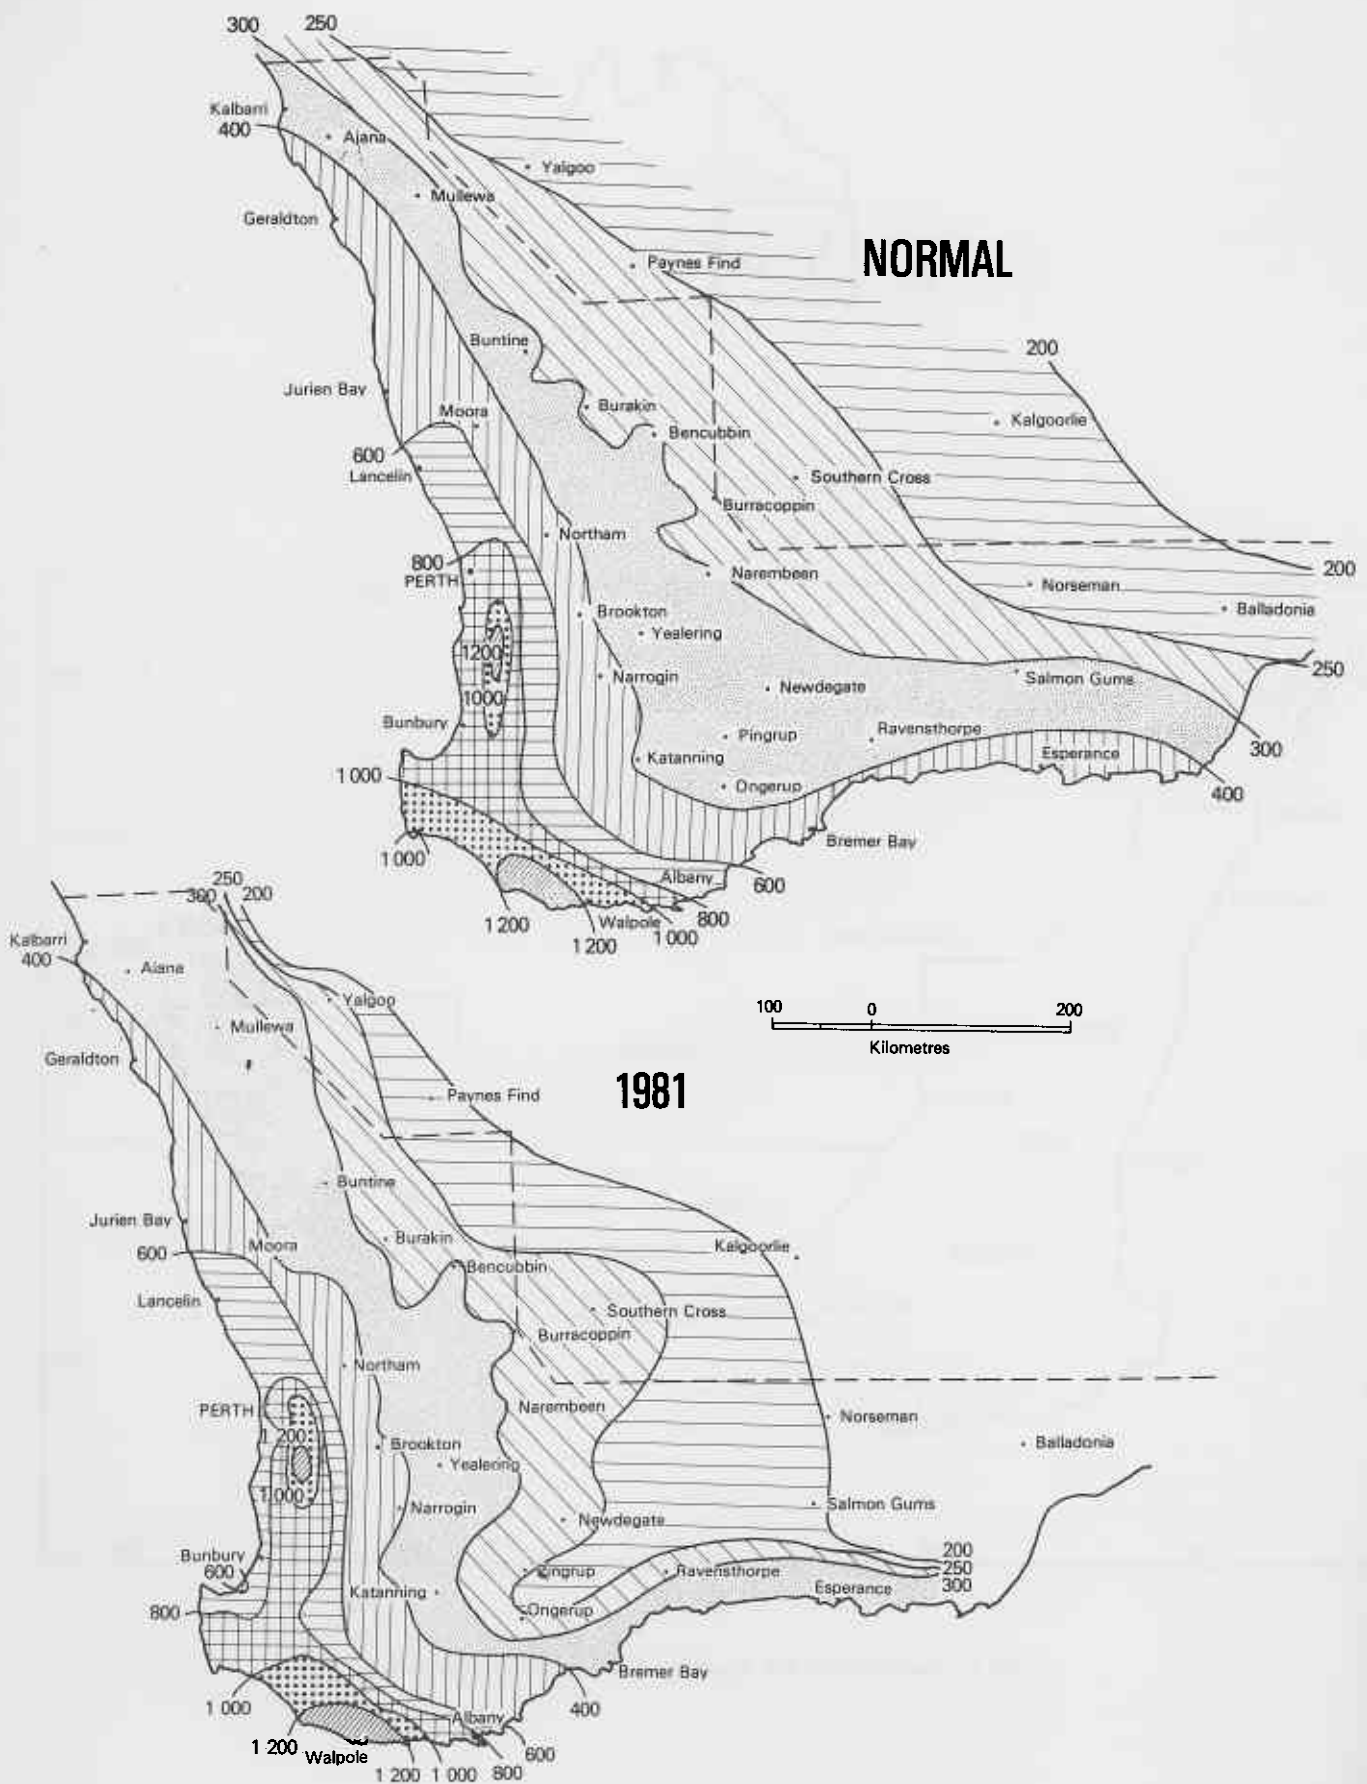 300 250
Kalbarri
400
Ajana
Yalgoo
Mullewa
Geraldton
Paynes Find
NORMAL
Buntine
200
Jurien Bay
Burakin
Moora
Kalgoorlie
Bencubbin
600
Lancelin
Southern Cross
Burracoppin
Northam
800
PERTH
200
Narembeen
Norseman
Brookton
Balladonia
Yealering
1200
250
Narrogin
Salmon Gums
Newdegate
1000
Bunbury
Ravensthorpe
Pingrup
300
Esperance
Katanning
1 000
Ongerup
400
Bremer Bay
1 000
Albany
600
800
1 200
Walpole
1 000
1 200
250
300 200
Kalbarri
400
Ajana
Yalgoo
100 0 200
Kilometres
Mullewa
Geraldton
1981
Paynes Find
Buntine
Jurien Bay
Burakin
Moora
Kalgoorlie
600
Bencubbin
Lancelin
Southern Cross
Burracoppin
Northam
PERTH
Narembeen
Norseman
1 200
Brookton
Balladonia
Yealering
1 000
Narrogin
Salmon Gums
Newdegate
200
Bunbury
250
600
Pingrup
Ravensthorpe
300
Katanning
Esperance
800
Ongerup
Bremer Bay
1 000
400
Albany
1 200
Walpole
600
1 200 1 000 800